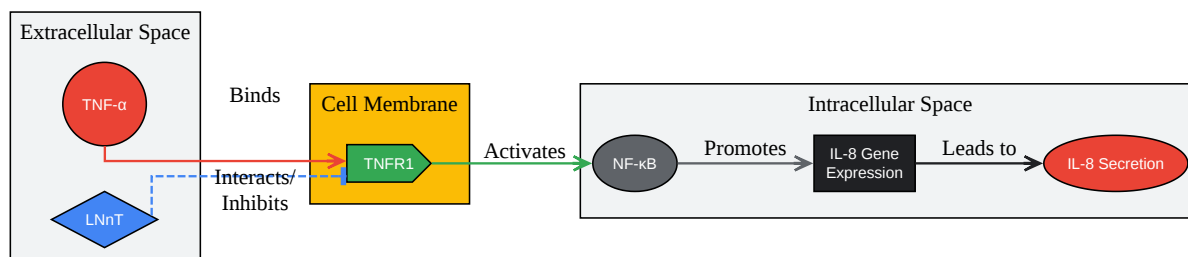 Extracellular Space
TNF-α
LNnT
Binds
Interacts/
Inhibits
Cell Membrane
TNFR1
Activates
Intracellular Space
NF-κB
Promotes
IL-8 Gene
Expression
Leads to
IL-8 Secretion